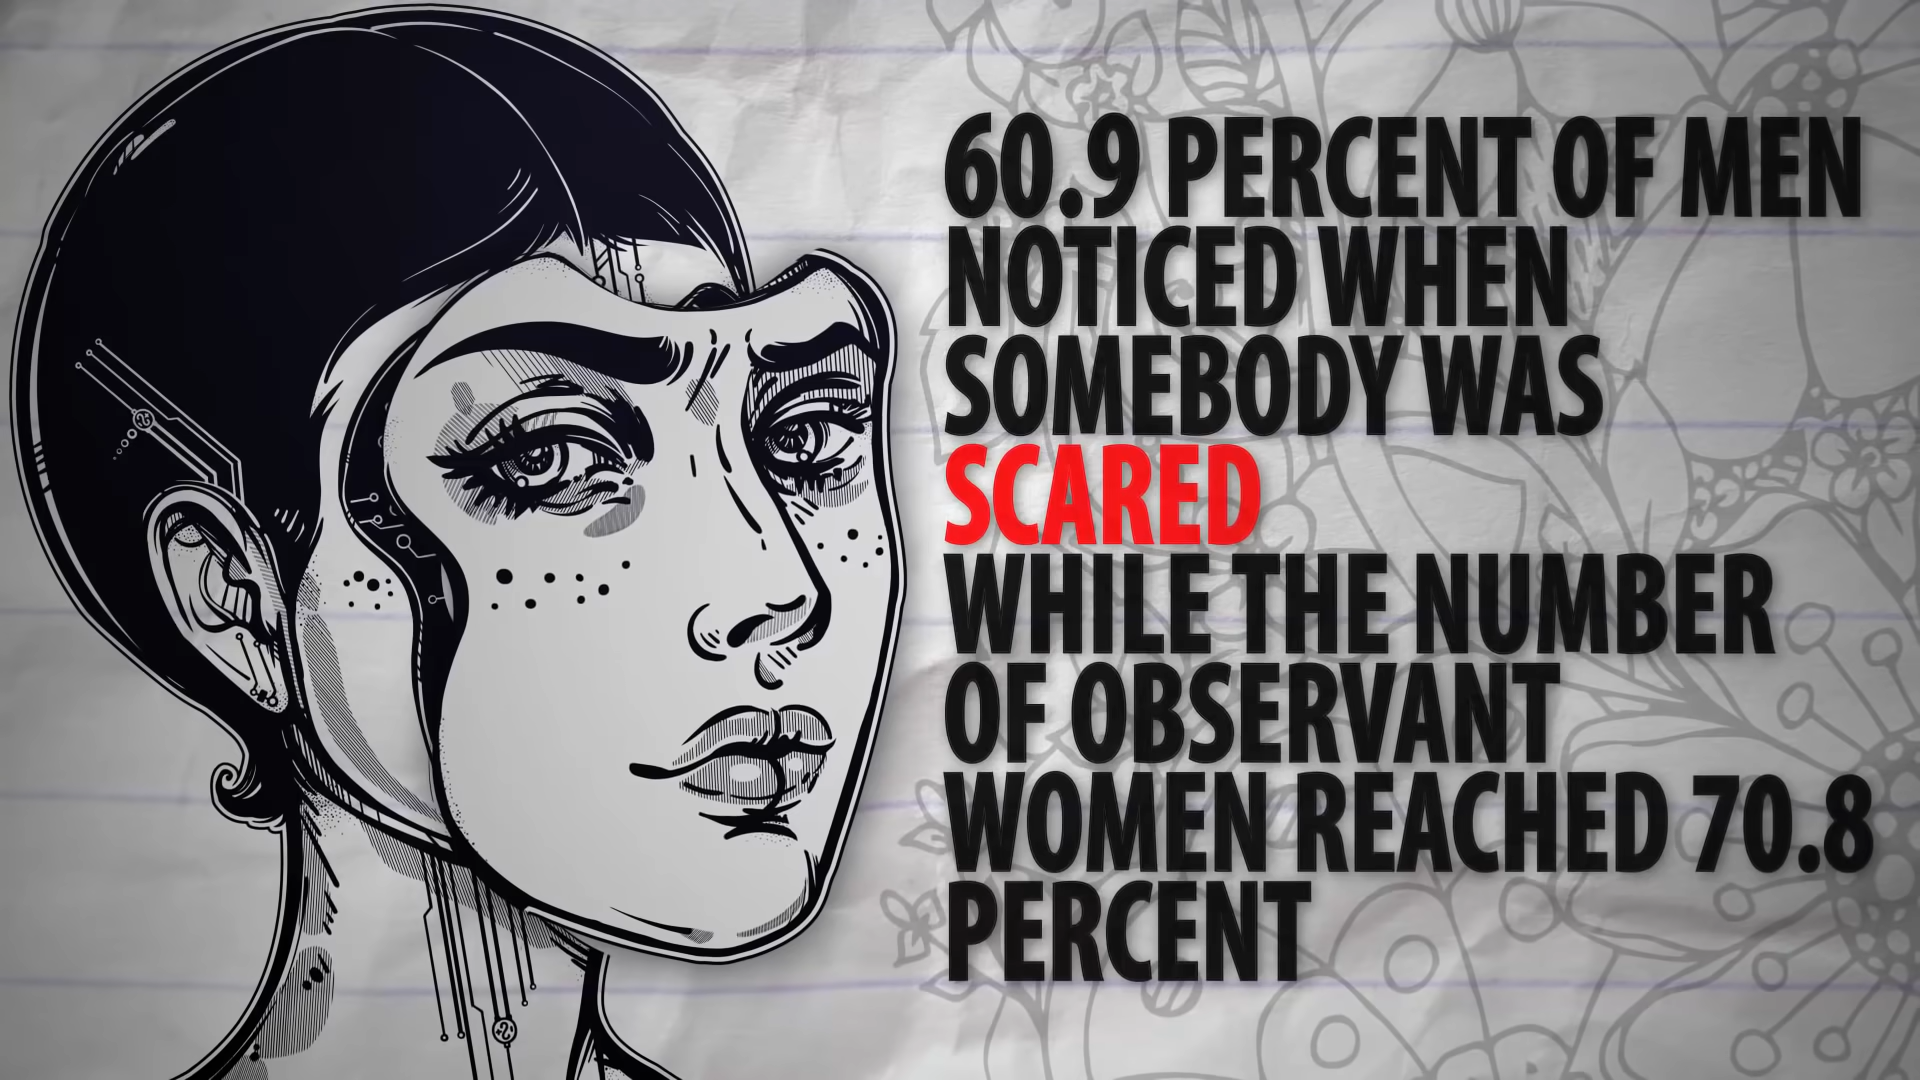 60.9 PERCENT OF MEN
NOTICED WHEN
SOMEBODY WAS
SCARED
WHILE THE NUMBER
OF OBSERVANT
WOMEN REACHED 70.8
PERCENT